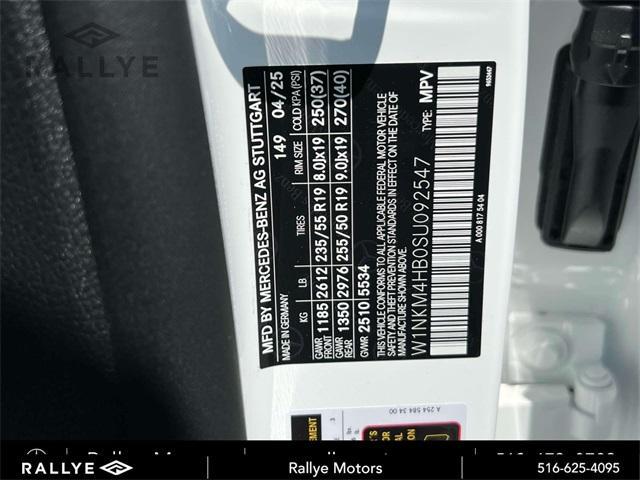 RALLYE
MFD BY MERCEDES-BENZ AG STUTTGART
MADE IN GERMANY 149 04/25
KG LB TIRES RIM SIZE COLD KPA (PSI)
GAWR FRONT 1185 2612 235/55 R19 8.0Jx19 250(37)
GAWR REAR 1350 2976 255/50 R19 9.0Jx19 270(40)
GVWR 2510 5534
THIS VEHICLE CONFORMS TO ALL APPLICABLE FEDERAL MOTOR VEHICLE
SAFETY AND THEFT PREVENTION STANDARDS IN EFFECT ON THE DATE OF
MANUFACTURE SHOWN ABOVE. TYPE: MPV
W1NKM4HB0SU092547
A 000 817 54 04
A 254 584 34 00
RALLYE
Rallye Motors
516-625-4095